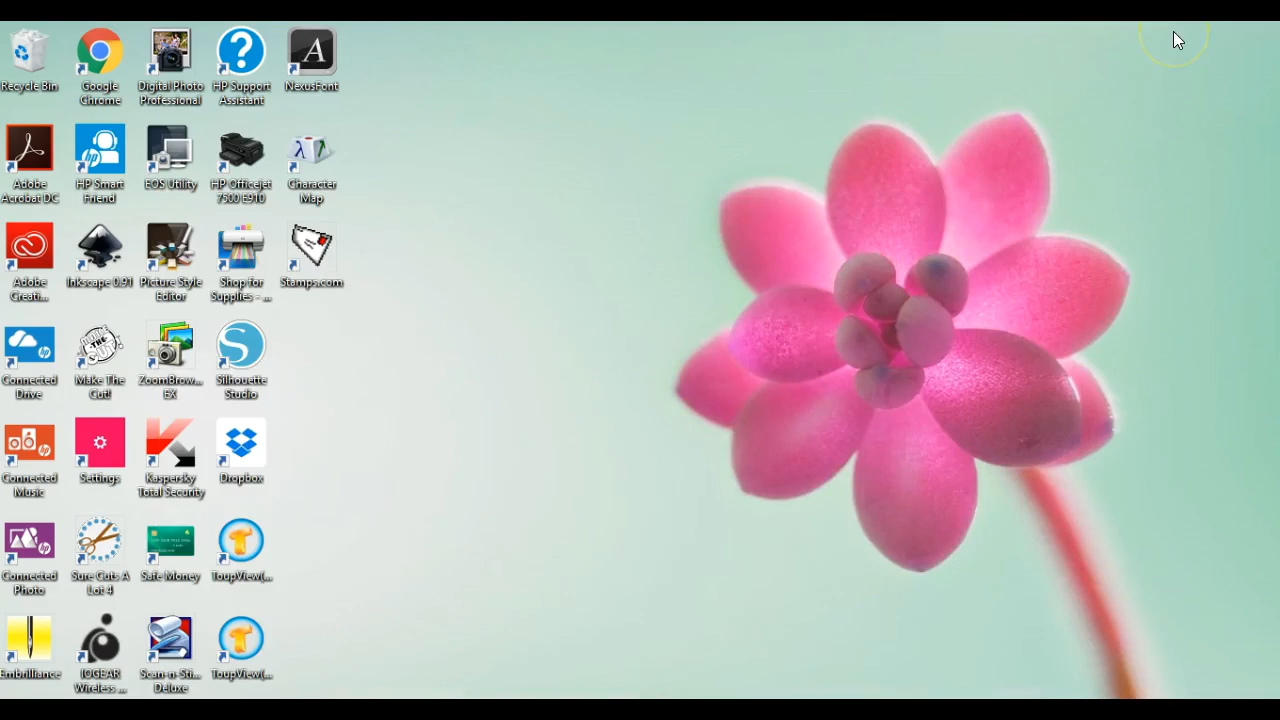 Recycle Bin
Google
Chrome
Digital Photo
Professional
HP Support
Assistant
NexusFont
Adobe
Acrobat DC
HP Smart
Friend
EOS Utility
HP Officejet
7500 E910
Character
Map
Adobe
Creati...
Inkscape 0.91
Picture Style
Editor
Shop for
Supplies - ...
Stamps.com
Connected
Drive
Make The
Cut!
ZoomBrow...
EX
Silhouette
Studio
Connected
Music
Settings
Kaspersky
Total Security
Dropbox
Connected
Photo
Sure Cuts A
Lot 4
Safe Money
ToupView(...
Embrilliance
IOGEAR
Wireless ...
Scan-n-Sti...
Deluxe
ToupView(...